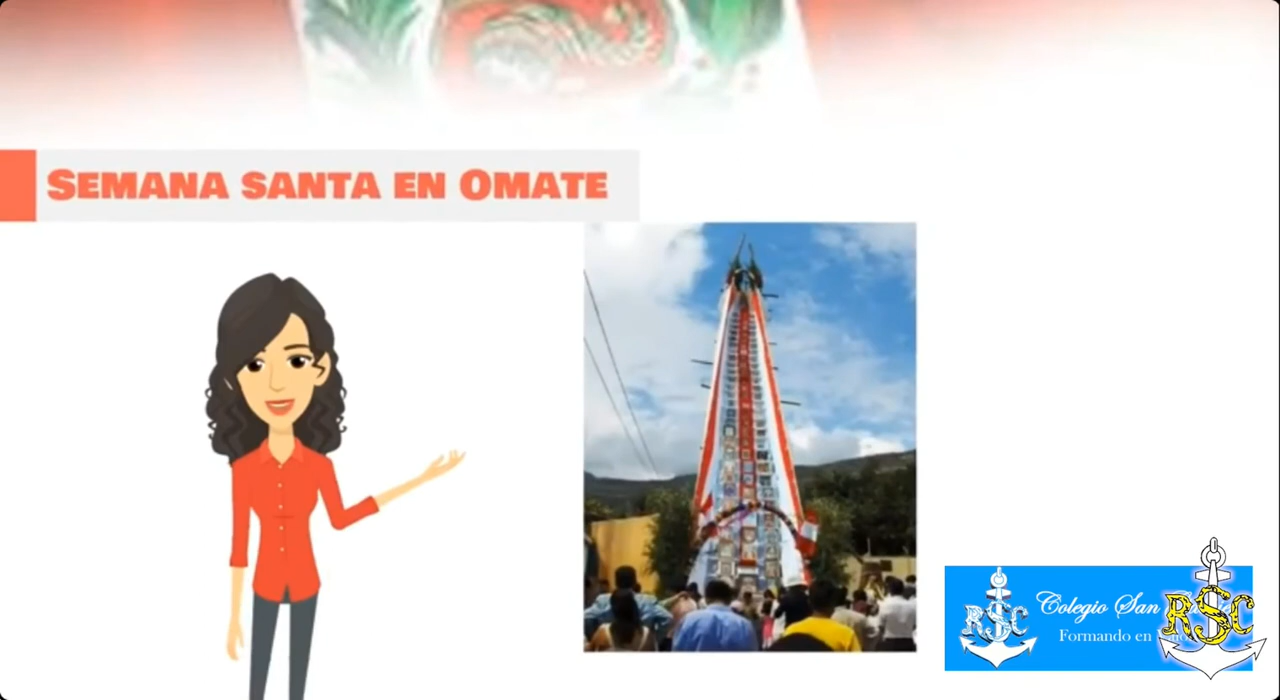 SEMANA SANTA EN OMATE
RSC
Colegio San
Formando en
RSC